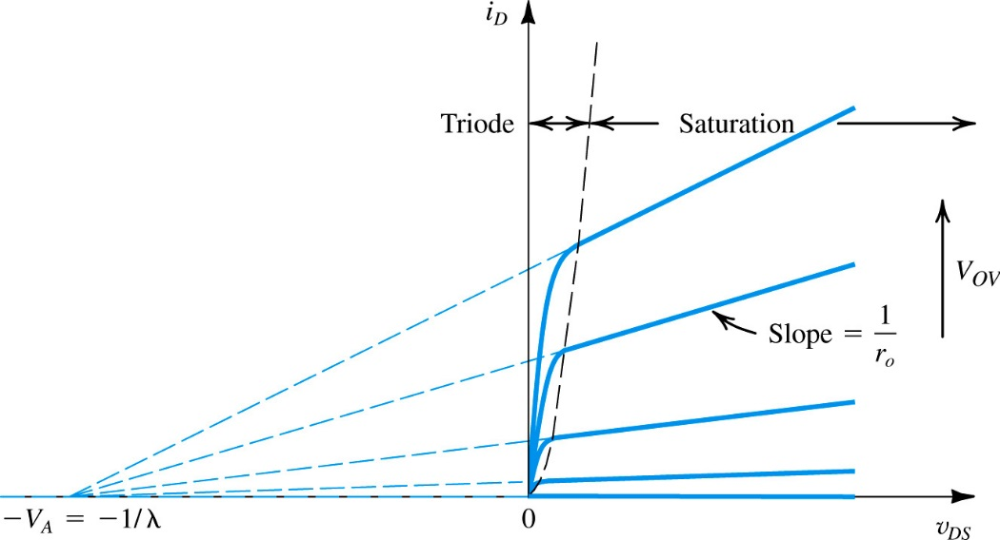 i_D
Triode
Saturation
V_OV
Slope = 1/r_o
−V_A = −1/λ
0
v_DS